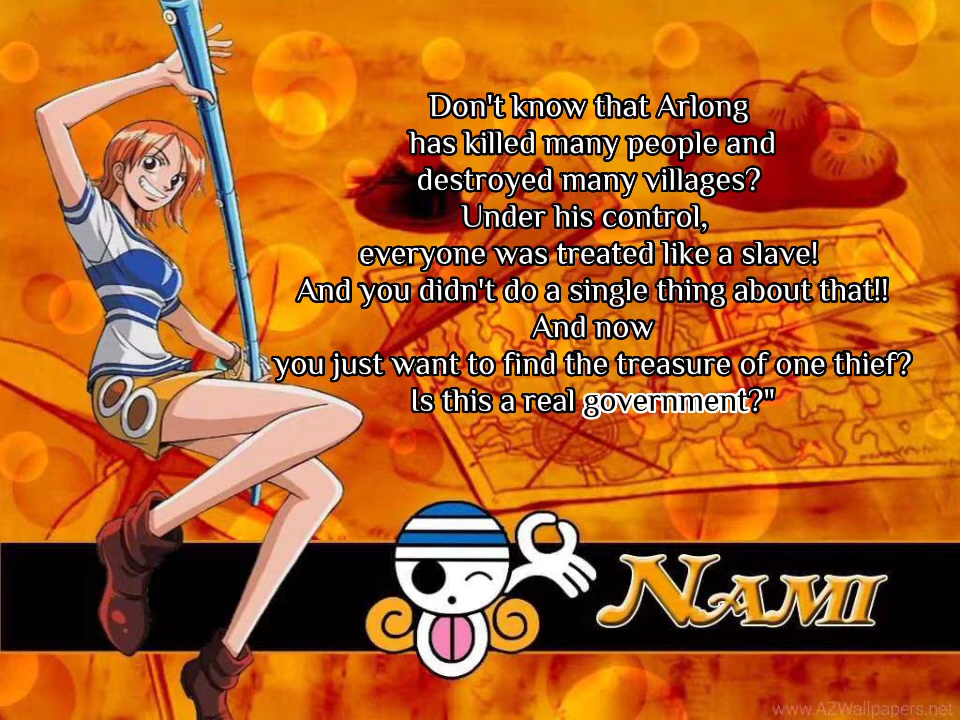 Don't know that Arlong
has killed many people and
destroyed many villages?
Under his control,
everyone was treated like a slave!
And you didn't do a single thing about that!!
And now
you just want to find the treasure of one thief?
Is this a real government?"
NAMI
www.AZWallpapers.net